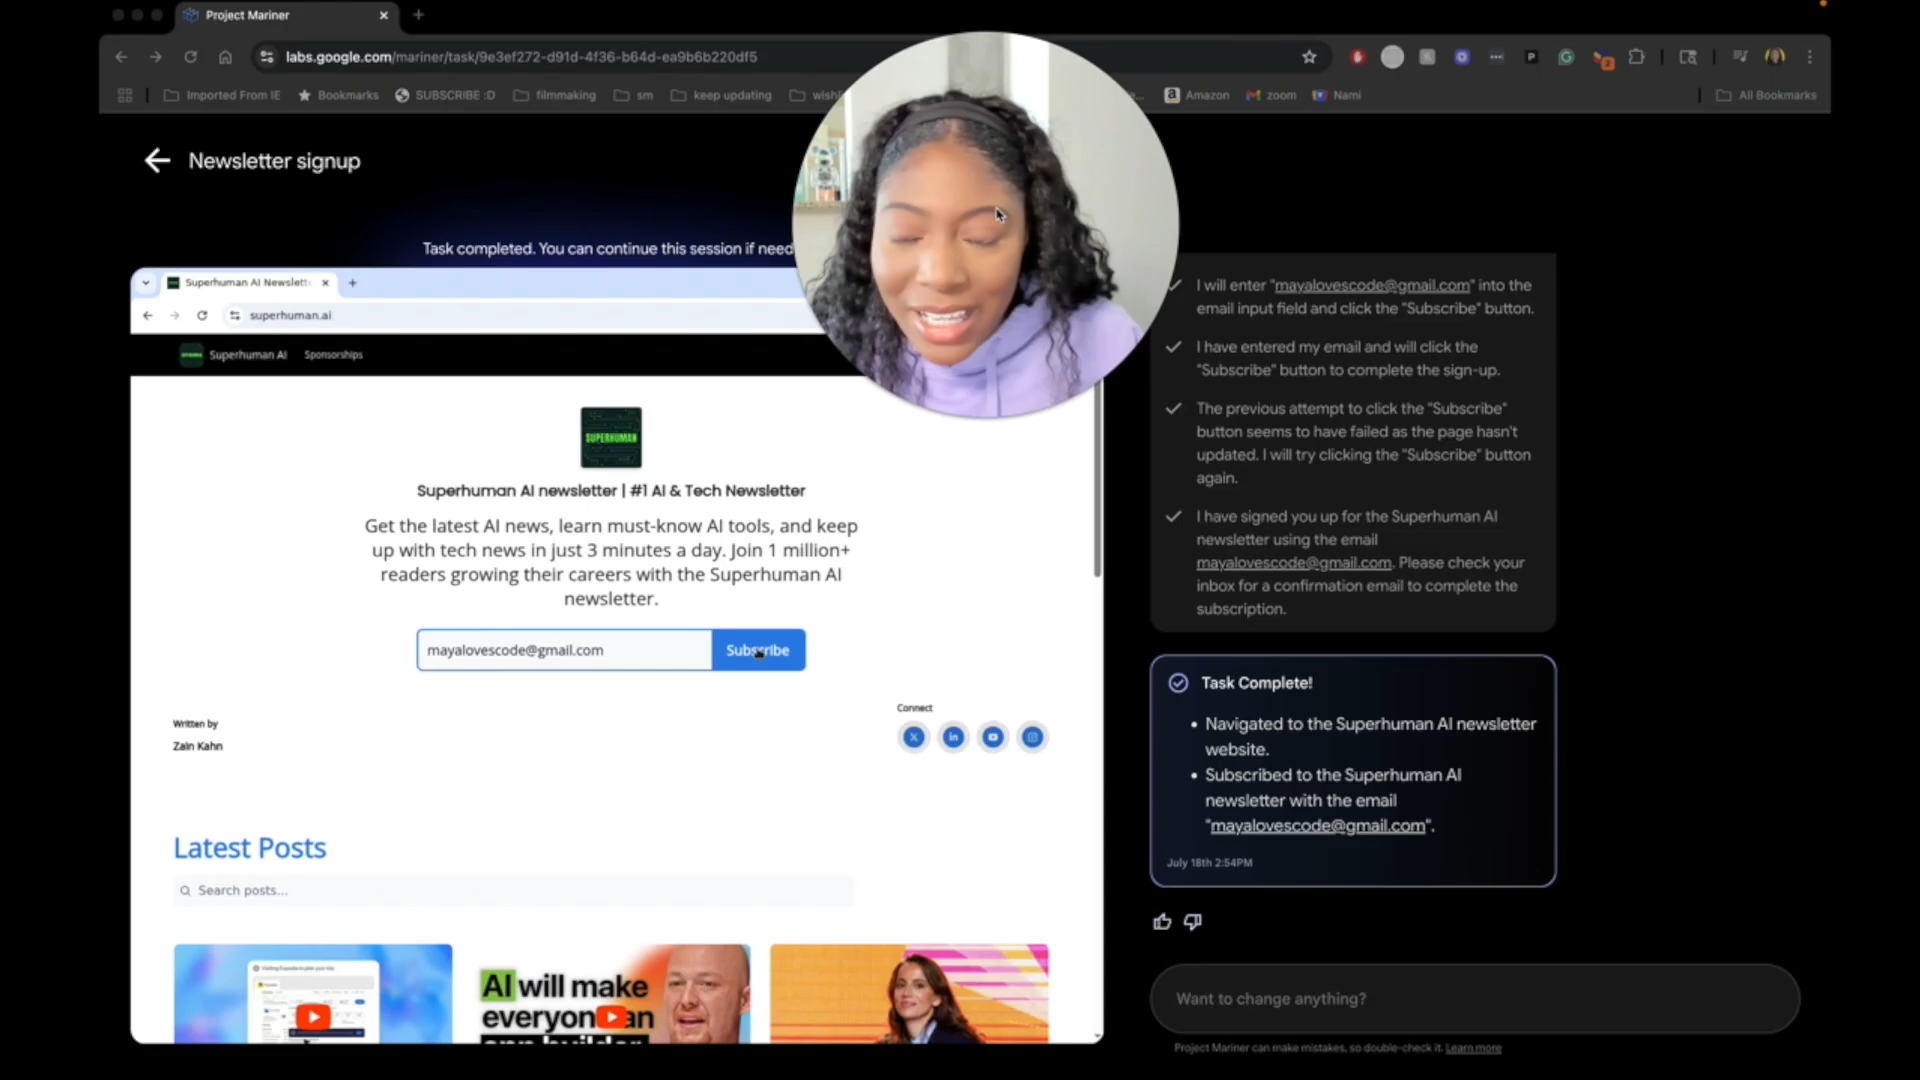 Project Mariner
labs.google.com/mariner/task/9e3ef272-d91d-4f36-b64d-ea9b6b220df5
Imported From IE
Bookmarks
SUBSCRIBE :D
filmmaking
sm
keep updating
Amazon
zoom
Nami
All Bookmarks
Newsletter signup
Task completed. You can continue this session if need
Superhuman AI Newslett
superhuman.ai
Superhuman AI
Sponsorships
SUPERHUMAN
Superhuman AI newsletter | #1 AI & Tech Newsletter
Get the latest AI news, learn must-know AI tools, and keep
up with tech news in just 3 minutes a day. Join 1 million+
readers growing their careers with the Superhuman AI
newsletter.
mayalovescode@gmail.com
Subscribe
Written by
Zain Kahn
Connect
Latest Posts
Search posts...
AI will make
I will enter "mayalovescode@gmail.com" into the
email input field and click the "Subscribe" button.
I have entered my email and will click the
"Subscribe" button to complete the sign-up.
The previous attempt to click the "Subscribe"
button seems to have failed as the page hasn't
updated. I will try clicking the "Subscribe" button
again.
I have signed you up for the Superhuman AI
newsletter using the email
mayalovescode@gmail.com. Please check your
inbox for a confirmation email to complete the
subscription.
Task Complete!
• Navigated to the Superhuman AI newsletter
website.
• Subscribed to the Superhuman AI
newsletter with the email
"mayalovescode@gmail.com".
July 18th 2:54PM
Want to change anything?
Project Mariner can make mistakes, so double-check it. Learn more